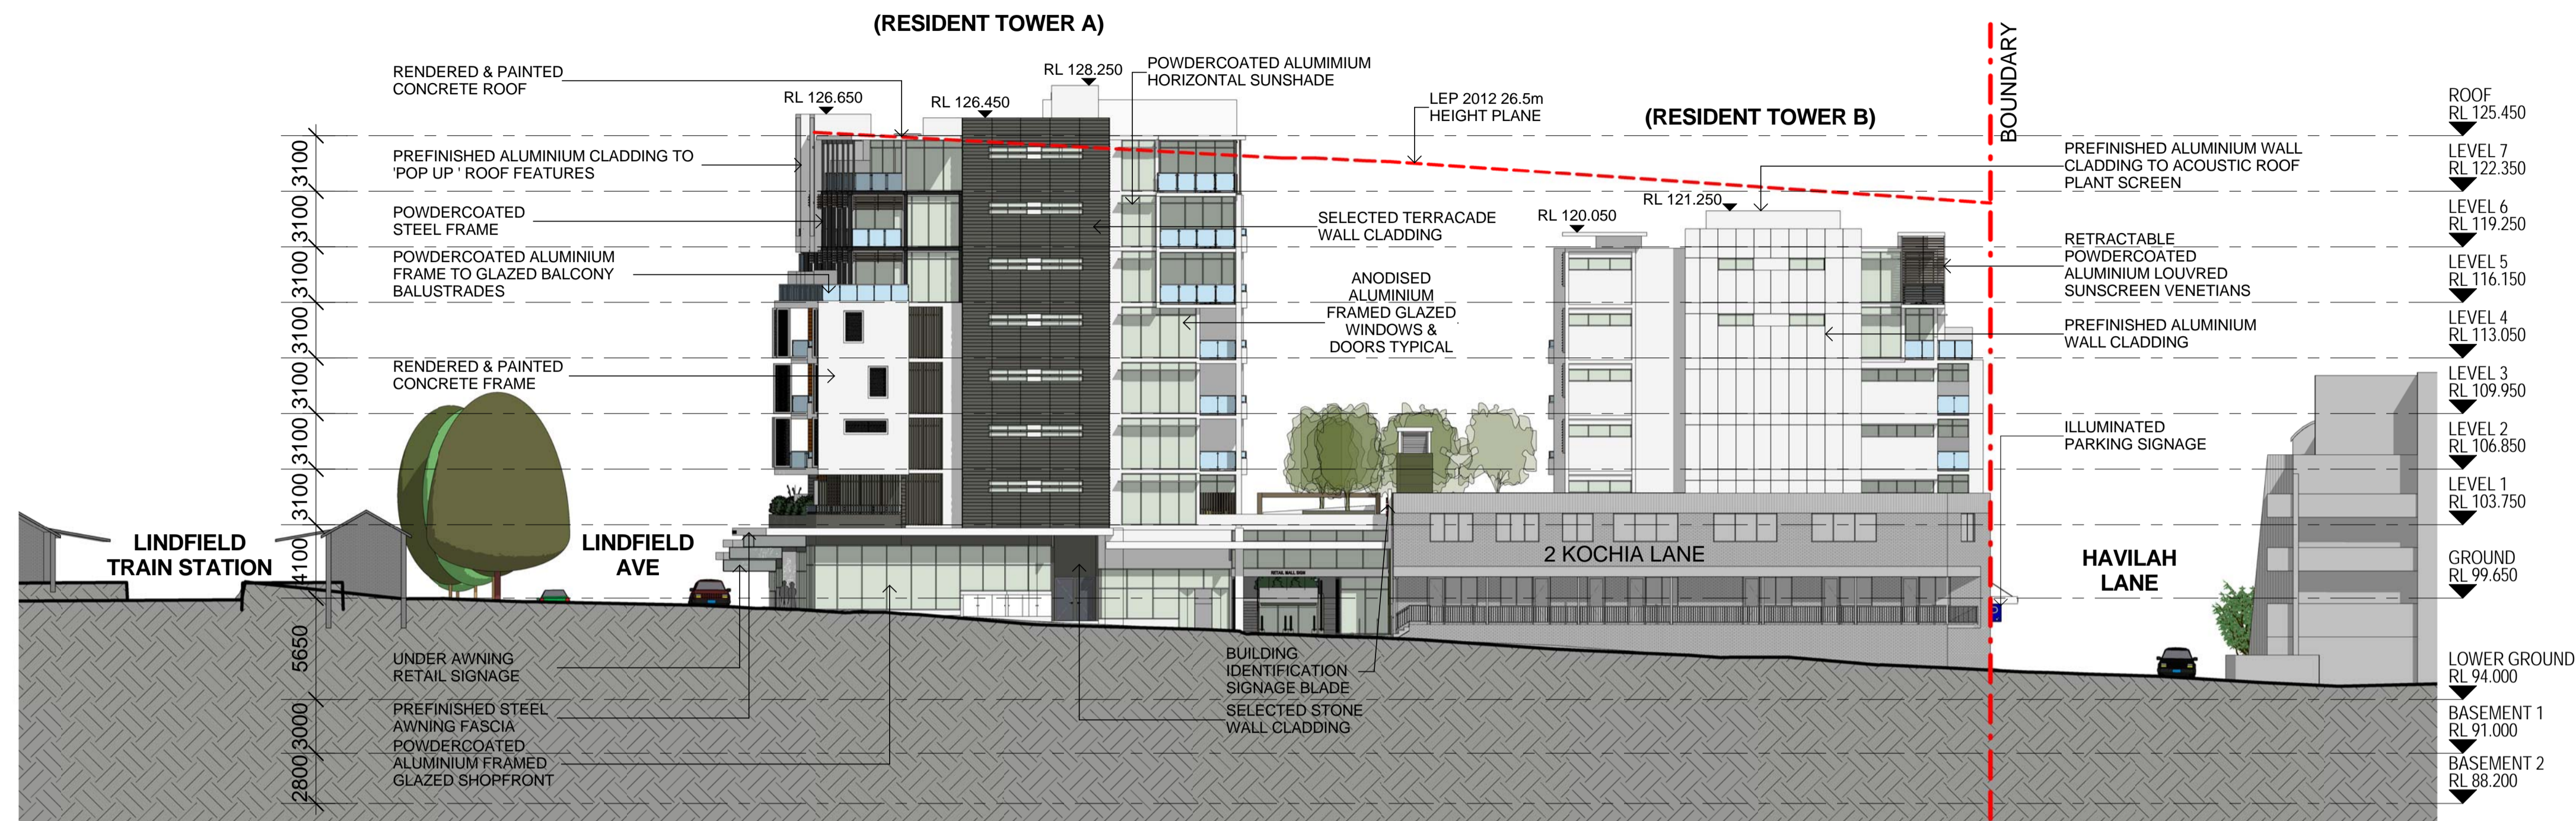 (RESIDENT TOWER A)
RENDERED & PAINTED
CONCRETE ROOF
RL 126.650
RL 126.450
RL 128.250
POWDERCOATED ALUMIMIUM
HORIZONTAL SUNSHADE
LEP 2012 26.5m
HEIGHT PLANE
(RESIDENT TOWER B)
BOUNDARY
PREFINISHED ALUMINIUM CLADDING TO
'POP UP ' ROOF FEATURES
POWDERCOATED
STEEL FRAME
POWDERCOATED ALUMINIUM
FRAME TO GLAZED BALCONY
BALUSTRADES
RENDERED & PAINTED
CONCRETE FRAME
SELECTED TERRACADE
WALL CLADDING
ANODISED
ALUMINIUM
FRAMED GLAZED
WINDOWS &
DOORS TYPICAL
RL 120.050
RL 121.250
PREFINISHED ALUMINIUM WALL
CLADDING TO ACOUSTIC ROOF
PLANT SCREEN
RETRACTABLE
POWDERCOATED
ALUMINIUM LOUVRED
SUNSCREEN VENETIANS
PREFINISHED ALUMINIUM
WALL CLADDING
ILLUMINATED
PARKING SIGNAGE
3100
3100
3100
3100
3100
3100
3100
4100
5650
3000
2800
LINDFIELD
TRAIN STATION
LINDFIELD
AVE
RETAIL MALL SIGN
2 KOCHIA LANE
HAVILAH
LANE
UNDER AWNING
RETAIL SIGNAGE
PREFINISHED STEEL
AWNING FASCIA
POWDERCOATED
ALUMINIUM FRAMED
GLAZED SHOPFRONT
BUILDING
IDENTIFICATION
SIGNAGE BLADE
SELECTED STONE
WALL CLADDING
ROOF
RL 125.450
LEVEL 7
RL 122.350
LEVEL 6
RL 119.250
LEVEL 5
RL 116.150
LEVEL 4
RL 113.050
LEVEL 3
RL 109.950
LEVEL 2
RL 106.850
LEVEL 1
RL 103.750
GROUND
RL 99.650
LOWER GROUND
RL 94.000
BASEMENT 1
RL 91.000
BASEMENT 2
RL 88.200